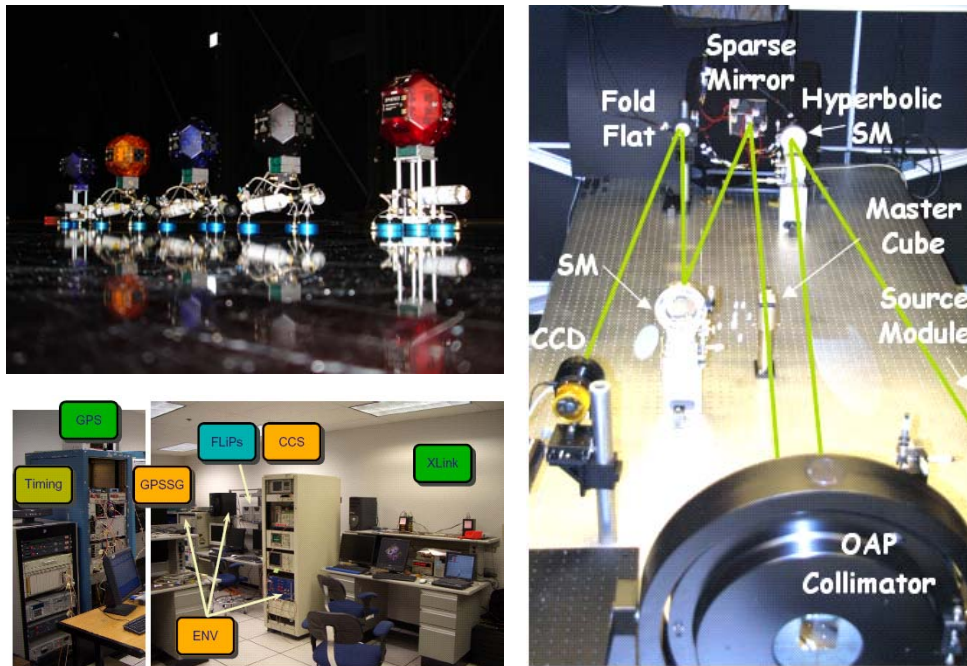 Sparse
Mirror
Fold
Flat
Hyperbolic
SM
Master
Cube
SM
Source
Module
CCD
OAP
Collimator
GPS
FLiPs
CCS
XLink
Timing
GPSSG
ENV